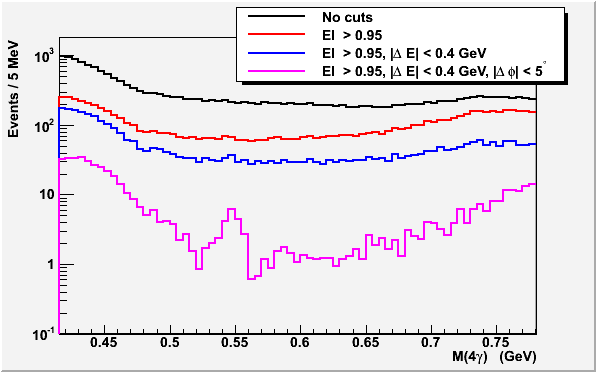 No cuts
El > 0.95
El > 0.95, |Δ E| < 0.4 GeV
El > 0.95, |Δ E| < 0.4 GeV, |Δ ϕ| < 5°
Events / 5 MeV
10³
10²
10
1
10⁻¹
0.45 0.5 0.55 0.6 0.65 0.7 0.75
M(4γ) (GeV)